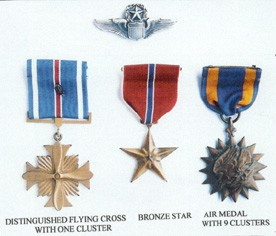 DISTINGUISHED FLYING CROSS
WITH ONE CLUSTER
BRONZE STAR
AIR MEDAL
WITH 9 CLUSTERS